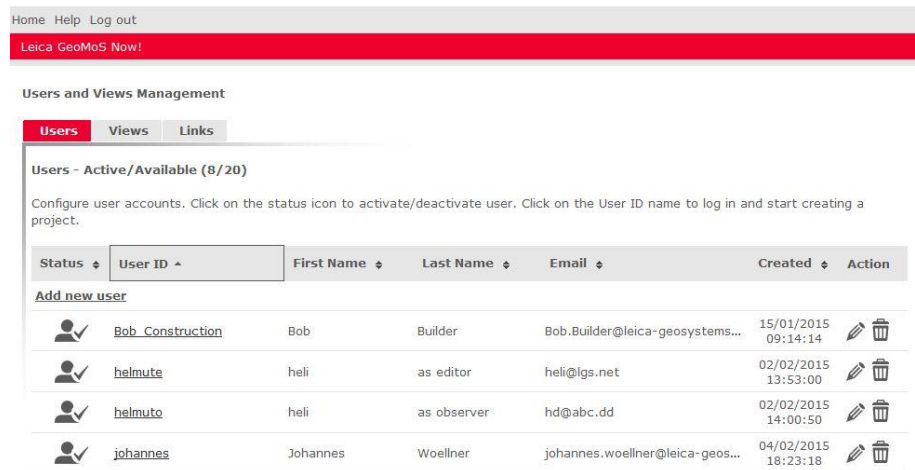 Home Help Log out
Leica GeoMoS Now!
Users and Views Management
Users Views Links
Users - Active/Available (8/20)
Configure user accounts. Click on the status icon to activate/deactivate user. Click on the User ID name to log in and start creating a
project.
Status User ID First Name Last Name Email Created Action
Add new user
Bob_Construction Bob Builder Bob.Builder@leica-geosystems... 15/01/2015
09:14:14
helmute heli as editor heli@lgs.net 02/02/2015
13:53:00
helmuto heli as observer hd@abc.dd 02/02/2015
14:00:50
johannes Johannes Woellner johannes.woellner@leica-geos... 04/02/2015
18:23:18